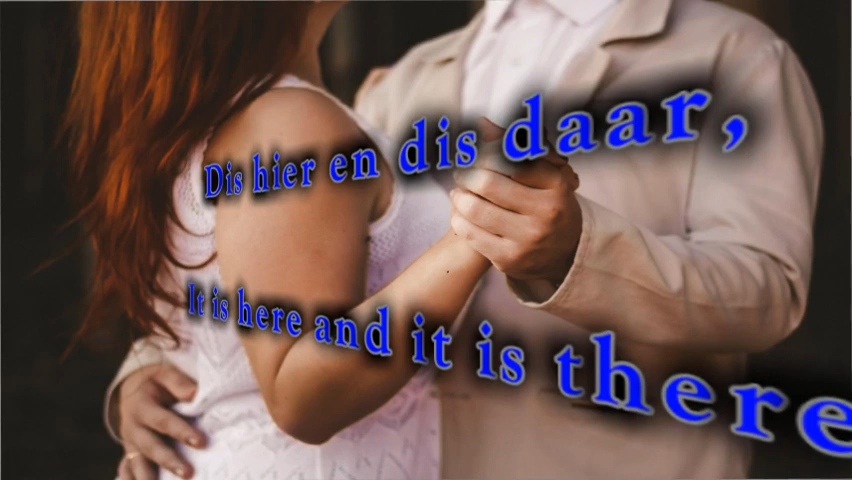 Dis hier en dis daar,
It is here and it is there